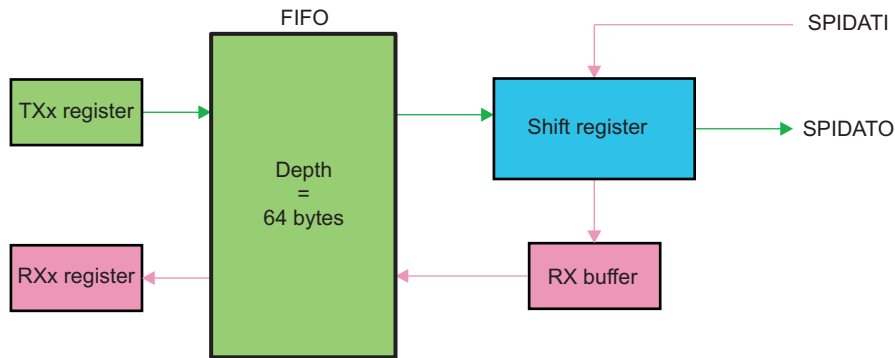 FIFO
SPIDATI
TXx register
Shift register
SPIDATO
Depth
=
64 bytes
RXx register
RX buffer